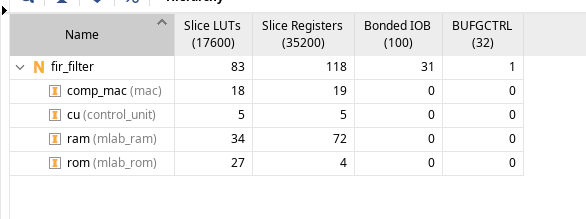 Name Slice LUTs (17600) Slice Registers (35200) Bonded IOB (100) BUFGCTRL (32)
N fir_filter 83 118 31 1
I comp_mac (mac) 18 19 0 0
I cu (control_unit) 5 5 0 0
I ram (mlab_ram) 34 72 0 0
I rom (mlab_rom) 27 4 0 0